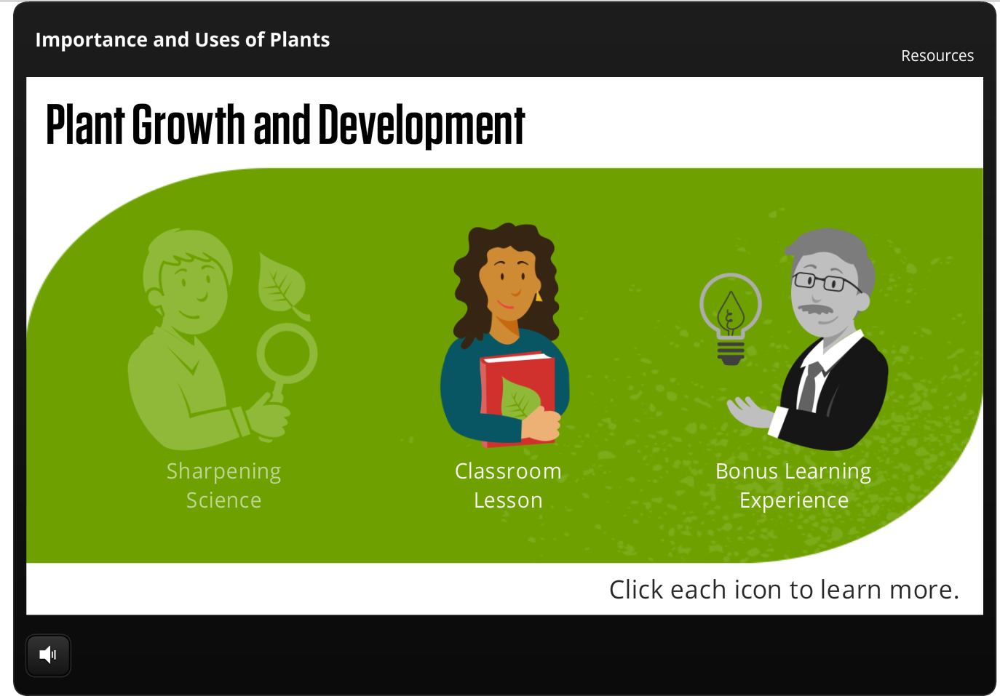 Importance and Uses of Plants
Resources
Plant Growth and Development
Sharpening
Science
Classroom
Lesson
Bonus Learning
Experience
Click each icon to learn more.